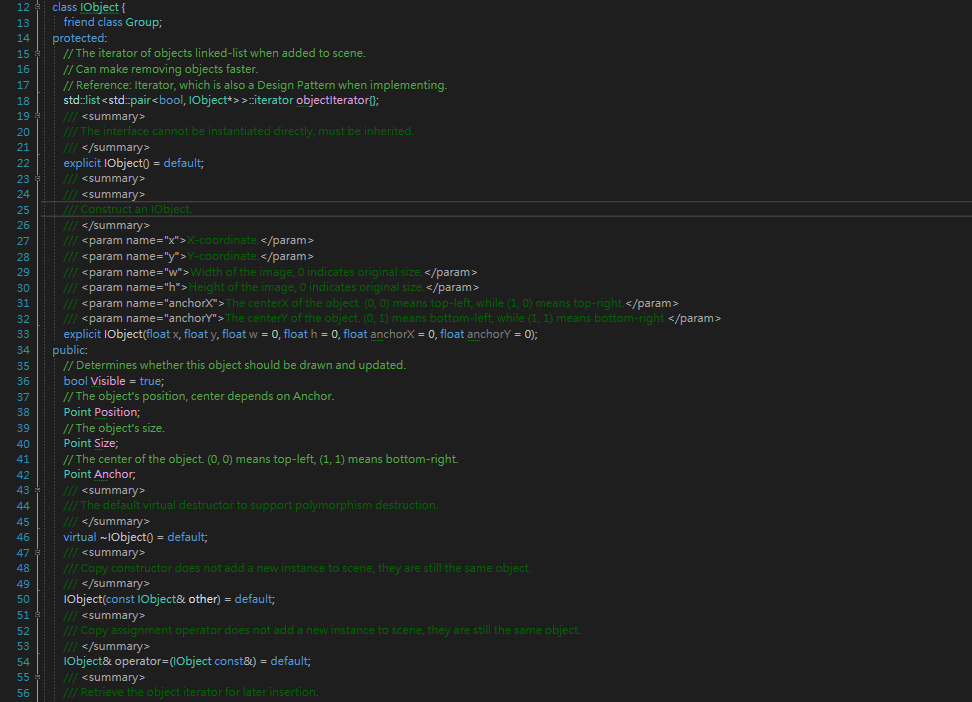 12 class IObject {
13 friend class Group;
14 protected:
15 // The iterator of objects linked-list when added to scene.
16 // Can make removing objects faster.
17 // Reference: Iterator, which is also a Design Pattern when implementing.
18 std::list<std::pair<bool, IObject*>>::iterator objectIterator{};
19 /// <summary>
20 /// The interface cannot be instantiated directly, must be inherited.
21 /// </summary>
22 explicit IObject() = default;
23 /// <summary>
24 /// <summary>
25 /// Construct an IObject.
26 /// </summary>
27 /// <param name="x">X-coordinate.</param>
28 /// <param name="y">Y-coordinate.</param>
29 /// <param name="w">Width of the image, 0 indicates original size.</param>
30 /// <param name="h">Height of the image, 0 indicates original size.</param>
31 /// <param name="anchorX">The centerX of the object. (0, 0) means top-left, while (1, 0) means top-right.</param>
32 /// <param name="anchorY">The centerY of the object. (0, 1) means bottom-left, while (1, 1) means bottom-right.</param>
33 explicit IObject(float x, float y, float w = 0, float h = 0, float anchorX = 0, float anchorY = 0);
34 public:
35 // Determines whether this object should be drawn and updated.
36 bool Visible = true;
37 // The object's position, center depends on Anchor.
38 Point Position;
39 // The object's size.
40 Point Size;
41 // The center of the object. (0, 0) means top-left, (1, 1) means bottom-right.
42 Point Anchor;
43 /// <summary>
44 /// The default virtual destructor to support polymorphism destruction.
45 /// </summary>
46 virtual ~IObject() = default;
47 /// <summary>
48 /// Copy constructor does not add a new instance to scene, they are still the same object.
49 /// </summary>
50 IObject(const IObject& other) = default;
51 /// <summary>
52 /// Copy assignment operator does not add a new instance to scene, they are still the same object.
53 /// </summary>
54 IObject& operator=(IObject const&) = default;
55 /// <summary>
56 /// Retrieve the object iterator for later insertion.